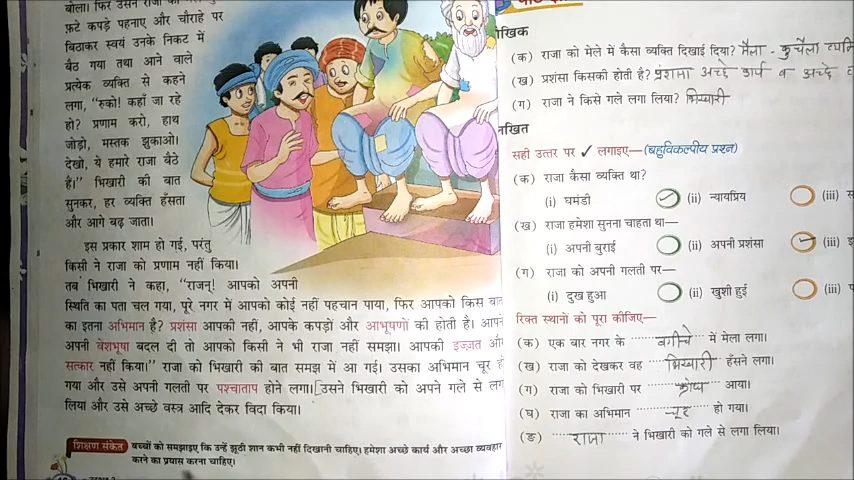 बोला। फिर उसने राजा को
फ़टे कपड़े पहनाए और चौराहे पर
बिठाकर स्वयं उनके निकट में
बैठ गया तथा आने वाले
प्रत्येक व्यक्ति से कहने
लगा, “रुको! कहाँ जा रहे
हो? प्रणाम करो, हाथ
जोड़ो, मस्तक झुकाओ।
देखो, ये हमारे राजा बैठे
हैं।” भिखारी की बात
सुनकर, हर व्यक्ति हँसता
और आगे बढ़ जाता।
इस प्रकार शाम हो गई, परंतु
किसी ने राजा को प्रणाम नहीं किया।
तब भिखारी ने कहा, “राजन्! आपको अपनी
स्थिति का पता चल गया, पूरे नगर में आपको कोई नहीं पहचान पाया, फिर आपको किस बात
का इतना अभिमान है? प्रशंसा आपकी नहीं, आपके कपड़ों और आभूषणों की होती है। आपने
अपनी वेशभूषा बदल दी तो आपको किसी ने भी राजा नहीं समझा। आपकी इज़्ज़त और
सत्कार नहीं किया।” राजा को भिखारी की बात समझ में आ गई। उसका अभिमान चूर हो
गया और उसे अपनी गलती पर पश्चाताप होने लगा। उसने भिखारी को अपने गले से लगा
लिया और उसे अच्छे वस्त्र आदि देकर विदा किया।
शिक्षण संकेत बच्चों को समझाइए कि उन्हें झूठी शान कभी नहीं दिखानी चाहिए। हमेशा अच्छे कार्य और अच्छा व्यवहार
करने का प्रयास करना चाहिए।
(क) राजा को मेले में कैसा व्यक्ति दिखाई दिया? मैला - कुचैला
(ख) प्रशंसा किसकी होती है? प्रशंसा अच्छे कार्य व अच्छे
(ग) राजा ने किसे गले लगा लिया? भिखारी
सही उत्तर पर ✓ लगाइए—(बहुविकल्पीय प्रश्न)
(क) राजा कैसा व्यक्ति था?
(i) घमंडी (ii) न्यायप्रिय (iii)
(ख) राजा हमेशा सुनना चाहता था—
(i) अपनी बुराई (ii) अपनी प्रशंसा (iii)
(ग) राजा को अपनी गलती पर—
(i) दुख हुआ (ii) खुशी हुई (iii)
रिक्त स्थानों को पूरा कीजिए—
(क) एक बार नगर के बगीचे में मेला लगा।
(ख) राजा को देखकर वह भिखारी हँसने लगा।
(ग) राजा को भिखारी पर क्रोध आया।
(घ) राजा का अभिमान चूर हो गया।
(ङ) राजा ने भिखारी को गले से लगा लिया।